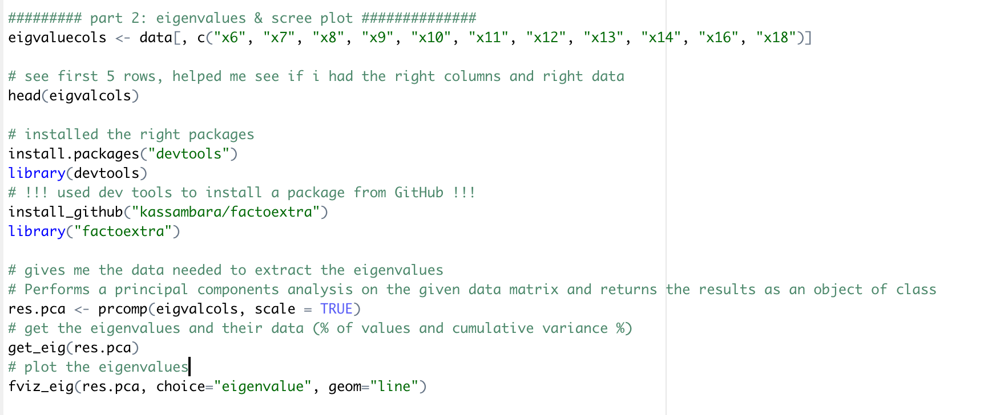 ######### part 2: eigenvalues & scree plot ##############
eigvaluecols <- data[, c("x6", "x7", "x8", "x9", "x10", "x11", "x12", "x13", "x14", "x16", "x18")]
# see first 5 rows, helped me see if i had the right columns and right data
head(eigvalcols)
# installed the right packages
install.packages("devtools")
library(devtools)
# !!! used dev tools to install a package from GitHub !!!
install_github("kassambara/factoextra")
library("factoextra")
# gives me the data needed to extract the eigenvalues
# Performs a principal components analysis on the given data matrix and returns the results as an object of class
res.pca <- prcomp(eigvalcols, scale = TRUE)
# get the eigenvalues and their data (% of values and cumulative variance %)
get_eig(res.pca)
# plot the eigenvalues
fviz_eig(res.pca, choice="eigenvalue", geom="line")